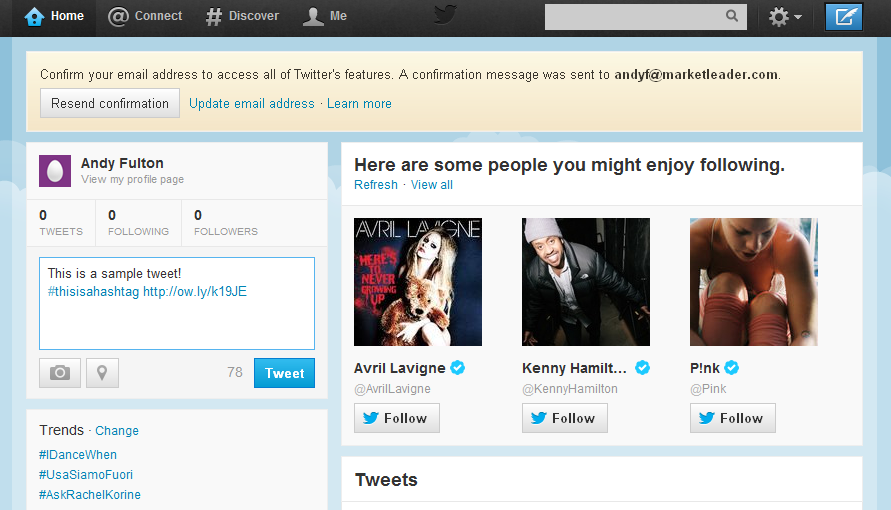 Home
Connect
Discover
Me
Confirm your email address to access all of Twitter's features. A confirmation message was sent to andyf@marketleader.com.
Resend confirmation Update email address · Learn more
Andy Fulton
View my profile page
0 0 0
TWEETS FOLLOWING FOLLOWERS
This is a sample tweet!
#thisisahashtag http://ow.ly/k19JE
78 Tweet
Trends · Change
#IDanceWhen
#UsaSiamoFuori
#AskRachelKorine
Here are some people you might enjoy following.
Refresh · View all
AVRIL LAVIGNE
HERE'S
TO
NEVER
GROWING
UP
Avril Lavigne
@AvrilLavigne
Follow
Kenny Hamilt...
@KennyHamilton
Follow
P!nk
@Pink
Follow
Tweets